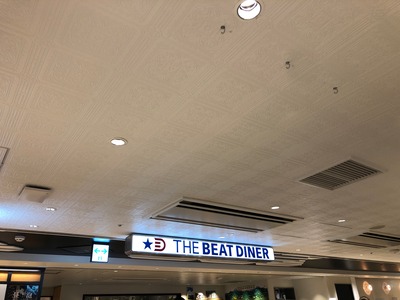 THE BEAT DINER